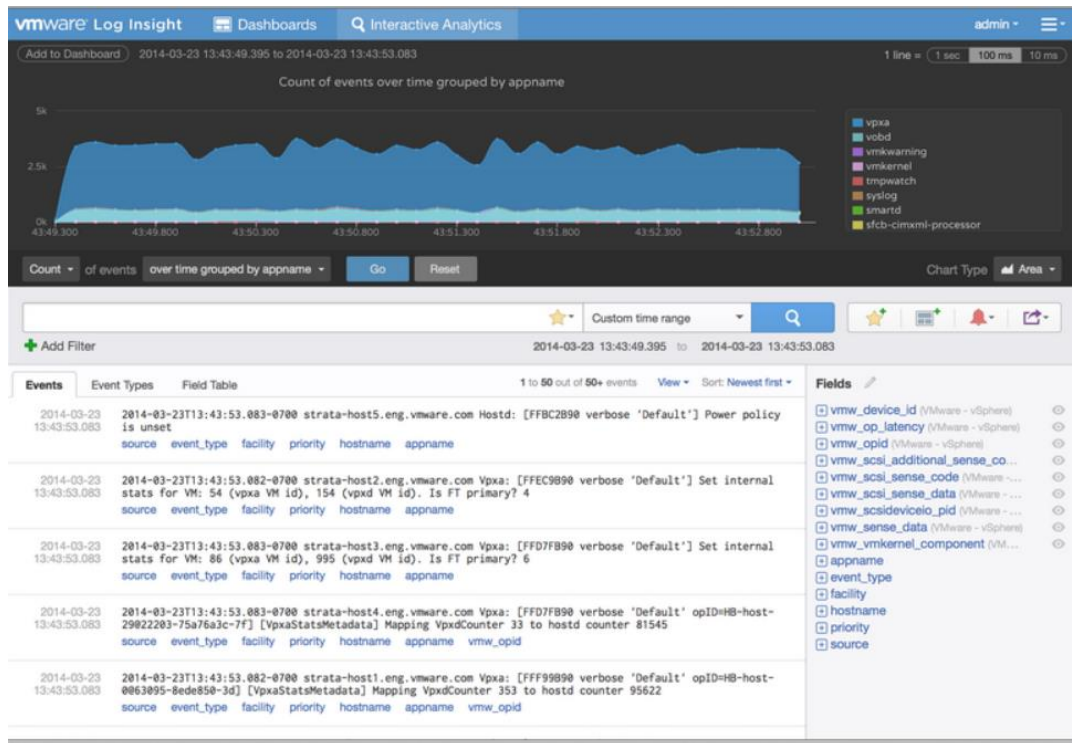 vmware Log Insight Dashboards Interactive Analytics admin
Add to Dashboard 2014-03-23 13:43:49.395 to 2014-03-23 13:43:53.083 1 line = 1 sec 100 ms 10 ms
Count of events over time grouped by appname
5k
2.5k
0k
43:49.300 43:49.800 43:50.300 43:50.800 43:51.300 43:51.800 43:52.300 43:52.800
vpxa
vobd
vmkwarning
vmkernel
tmpwatch
syslog
smartd
sfcb-cimxml-processor
Count of events over time grouped by appname Go Reset Chart Type Area
Custom time range
Add Filter 2014-03-23 13:43:49.395 to 2014-03-23 13:43:53.083
Events Event Types Field Table 1 to 50 out of 50+ events View Sort: Newest first
2014-03-23
13:43:53.083
2014-03-23T13:43:53.083-0700 strata-host5.eng.vmware.com Hostd: [FFBC2B90 verbose 'Default'] Power policy
is unset
source event_type facility priority hostname appname
2014-03-23
13:43:53.083
2014-03-23T13:43:53.082-0700 strata-host2.eng.vmware.com Vpxa: [FFEC9B90 verbose 'Default'] Set internal
stats for VM: 54 (vpxa VM id), 154 (vpxd VM id). Is FT primary? 4
source event_type facility priority hostname appname
2014-03-23
13:43:53.083
2014-03-23T13:43:53.083-0700 strata-host3.eng.vmware.com Vpxa: [FFD7FB90 verbose 'Default'] Set internal
stats for VM: 86 (vpxa VM id), 995 (vpxd VM id). Is FT primary? 6
source event_type facility priority hostname appname
2014-03-23
13:43:53.083
2014-03-23T13:43:53.083-0700 strata-host4.eng.vmware.com Vpxa: [FFD7FB90 verbose 'Default' opID=HB-host-
29022203-75a76a3c-7f] [VpxaStatsMetadata] Mapping VpxdCounter 33 to hostd counter 81545
source event_type facility priority hostname appname vmw_opid
2014-03-23
13:43:53.083
2014-03-23T13:43:53.082-0700 strata-host1.eng.vmware.com Vpxa: [FFF99B90 verbose 'Default' opID=HB-host-
0063095-8ede850-3d] [VpxaStatsMetadata] Mapping VpxdCounter 353 to hostd counter 95622
source event_type facility priority hostname appname vmw_opid
Fields
vmw_device_id (VMware - vSphere)
vmw_op_latency (VMware - vSphere)
vmw_opid (VMware - vSphere)
vmw_scsi_additional_sense_co...
vmw_scsi_sense_code (VMware -...
vmw_scsi_sense_data (VMware - ...
vmw_scsideviceio_pid (VMware - ...
vmw_sense_data (VMware - vSphere)
vmw_vmkernel_component (VM...
appname
event_type
facility
hostname
priority
source